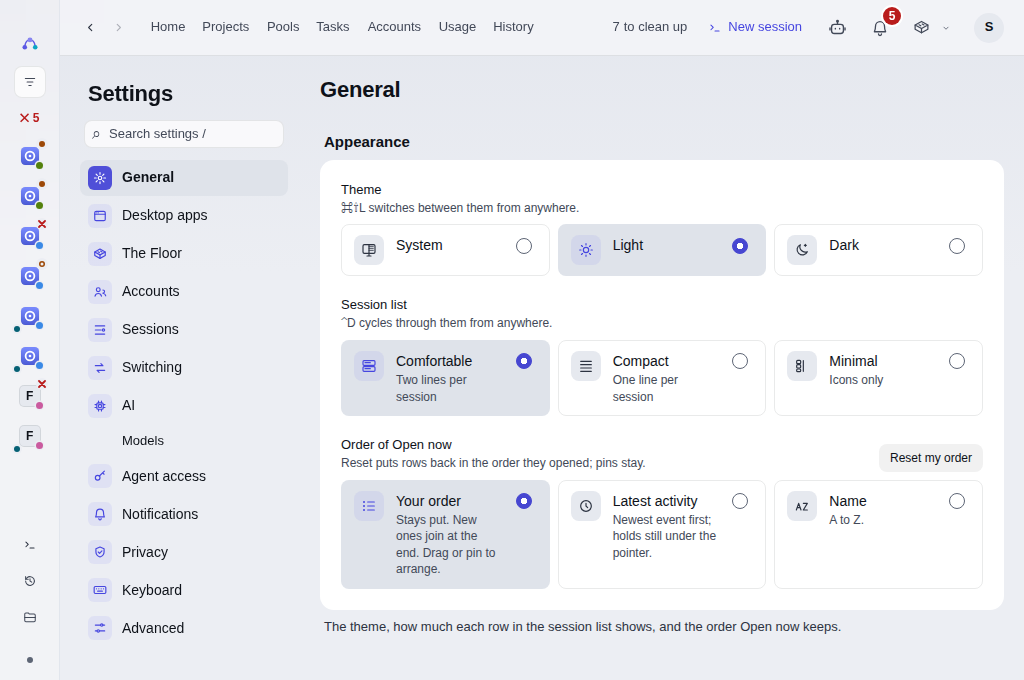 Home Projects Pools Tasks Accounts Usage History 7 to clean up New session 5 S
5
F
F
Settings
Search settings /
General
Desktop apps
The Floor
Accounts
Sessions
Switching
AI
Models
Agent access
Notifications
Privacy
Keyboard
Advanced
General
Appearance
Theme
⌘⇧L switches between them from anywhere.
System Light Dark
Session list
^D cycles through them from anywhere.
Comfortable
Two lines per
session
Compact
One line per
session
Minimal
Icons only
Order of Open now
Reset puts rows back in the order they opened; pins stay.
Reset my order
Your order
Stays put. New
ones join at the
end. Drag or pin to
arrange.
Latest activity
Newest event first;
holds still under the
pointer.
AZ
Name
A to Z.
The theme, how much each row in the session list shows, and the order Open now keeps.